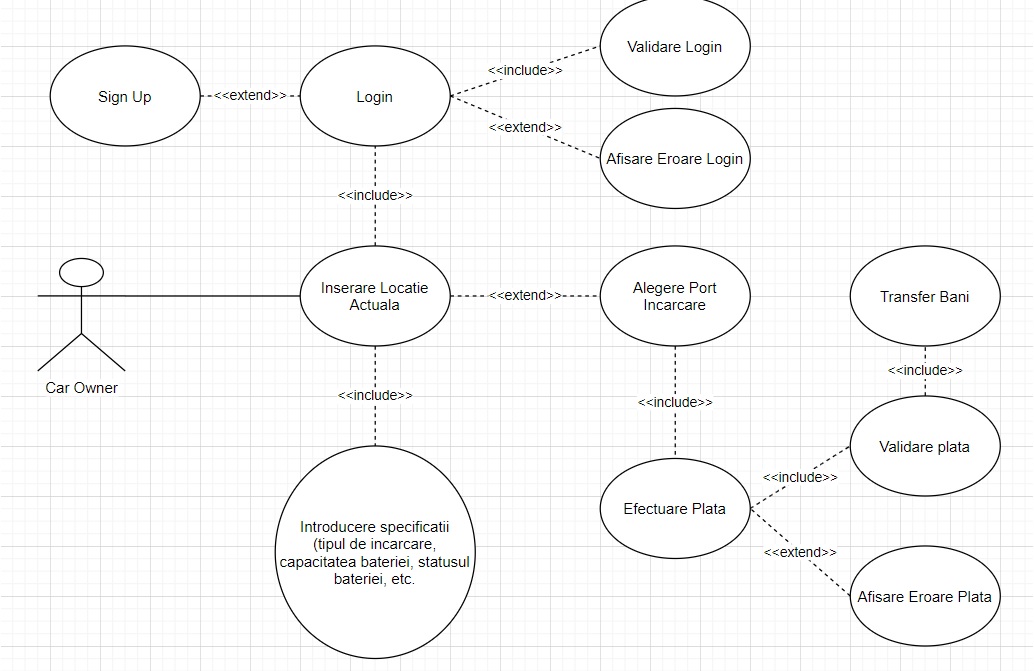 Validare Login
<<include>>
Sign Up
<<extend>>
Login
<<extend>>
Afisare Eroare Login
<<include>>
Inserare Locatie
Actuala
<<extend>>
Alegere Port
Incarcare
Transfer Bani
<<include>>
Car Owner
<<include>>
<<include>>
Validare plata
<<include>>
Efectuare Plata
Introducere specificatii
(tipul de incarcare,
capacitatea bateriei, statusul
bateriei, etc.
<<extend>>
Afisare Eroare Plata